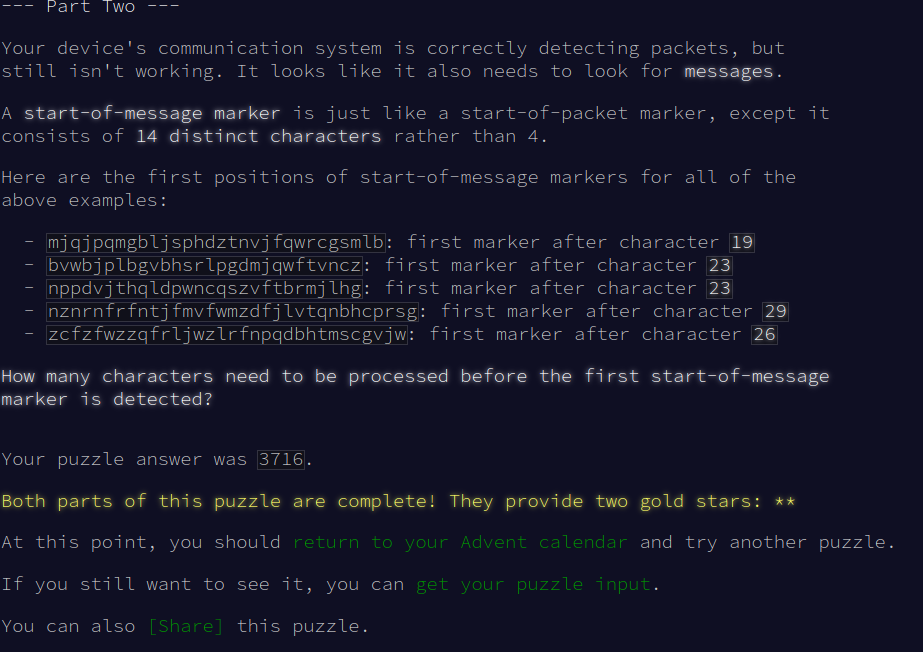 --- Part Two ---
Your device's communication system is correctly detecting packets, but
still isn't working. It looks like it also needs to look for messages.
A start-of-message marker is just like a start-of-packet marker, except it
consists of 14 distinct characters rather than 4.
Here are the first positions of start-of-message markers for all of the
above examples:
- mjqjpqmgbljsphdztnvjfqwrcgsmlb: first marker after character 19
- bvwbjplbgvbhsrlpgdmjqwftvncz: first marker after character 23
- nppdvjthqldpwncqszvftbrmjlhg: first marker after character 23
- nznrnfrfntjfmvfwmzdfjlvtqnbhcprsg: first marker after character 29
- zcfzfwzzqfrljwzlrfnpqdbhtmscgvjw: first marker after character 26
How many characters need to be processed before the first start-of-message
marker is detected?
Your puzzle answer was 3716.
Both parts of this puzzle are complete! They provide two gold stars: **
At this point, you should return to your Advent calendar and try another puzzle.
If you still want to see it, you can get your puzzle input.
You can also [Share] this puzzle.